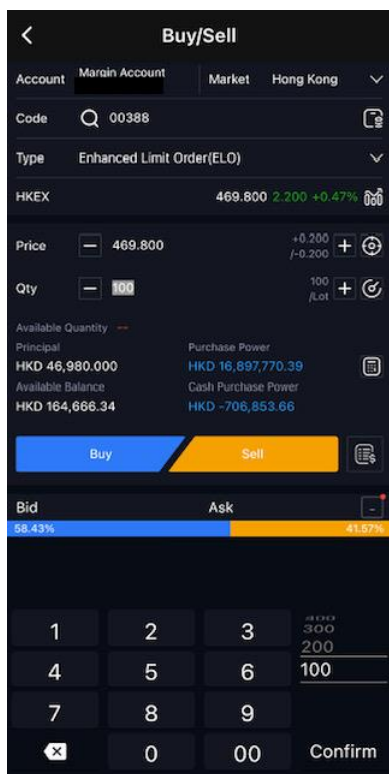 Buy/Sell
Account Margin Account Market Hong Kong
Code 00388
Type Enhanced Limit Order(ELO)
HKEX 469.800 2.200 +0.47%
Price 469.800 +0.200
/-0.200
Qty 100 100
/Lot
Available Quantity --
Principal Purchase Power
HKD 46,980.000 HKD 16,897,770.39
Available Balance Cash Purchase Power
HKD 164,666.34 HKD -706,853.66
Buy Sell
Bid Ask
58.43% 41.57%
400
300
1 2 3
200
4 5 6 100
7 8 9
0 00 Confirm